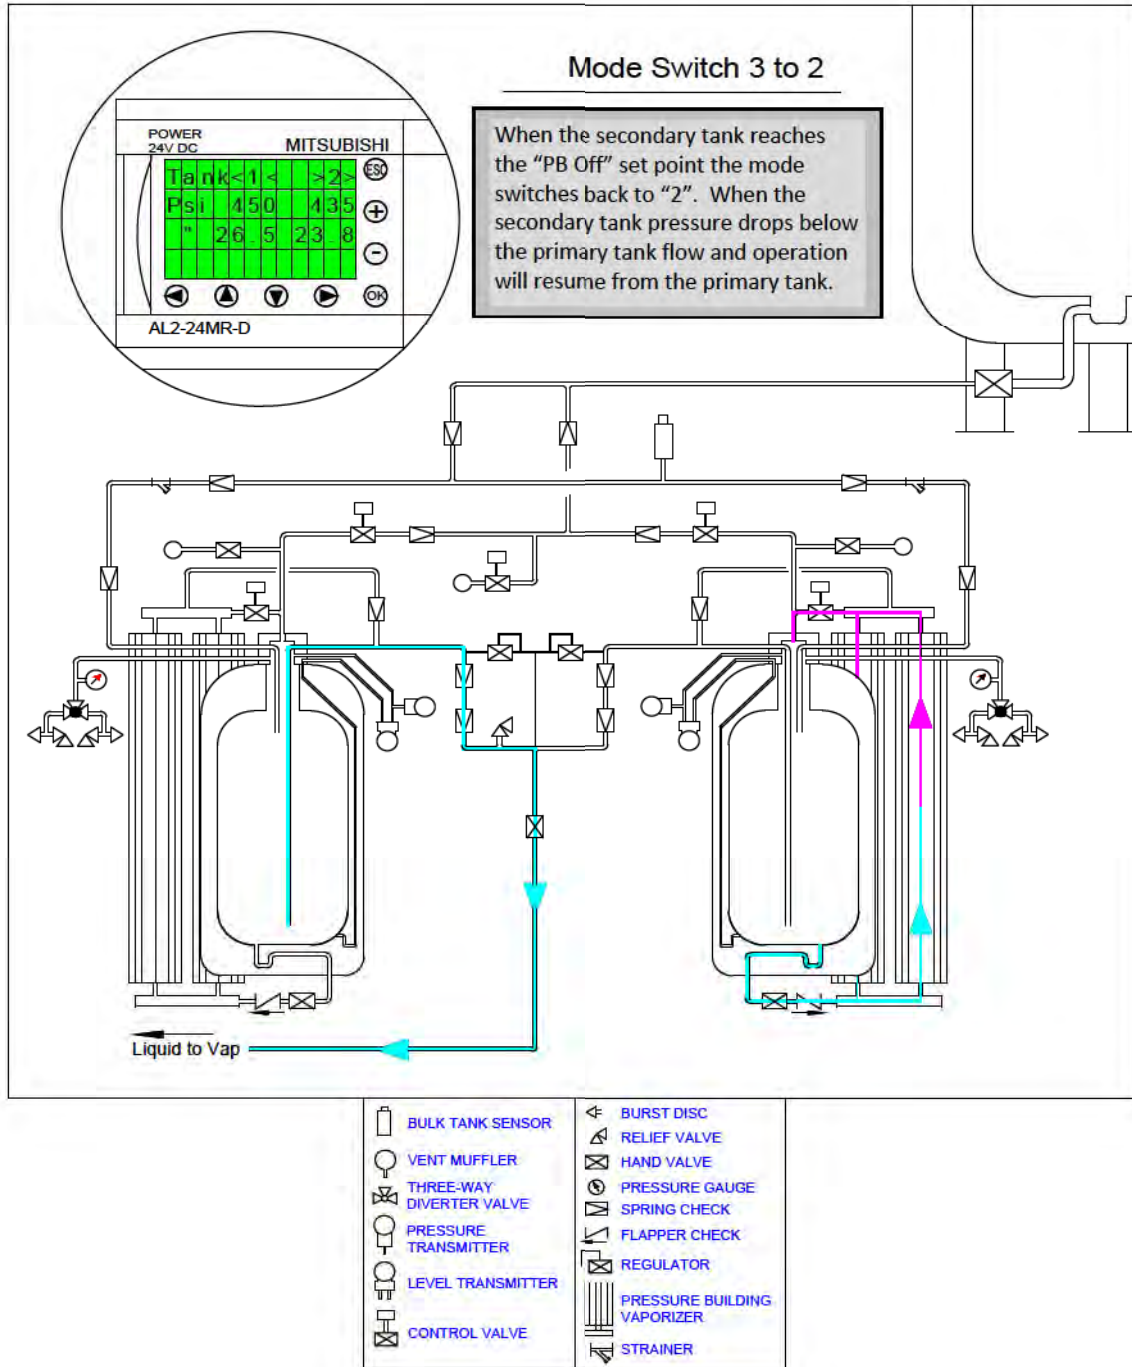 Mode Switch 3 to 2
When the secondary tank reaches
the “PB Off” set point the mode
switches back to “2”.  When the
secondary tank pressure drops below
the primary tank flow and operation
will resume from the primary tank.
POWER
24V DC
MITSUBISHI
Tank<1< >2>
Psi 450 435
" 26.5 23.8
ESC
+
-
OK
AL2-24MR-D
Liquid to Vap
BULK TANK SENSOR
VENT MUFFLER
THREE-WAY
DIVERTER VALVE
PRESSURE
TRANSMITTER
LEVEL TRANSMITTER
CONTROL VALVE
BURST DISC
RELIEF VALVE
HAND VALVE
PRESSURE GAUGE
SPRING CHECK
FLAPPER CHECK
REGULATOR
PRESSURE BUILDING
VAPORIZER
STRAINER